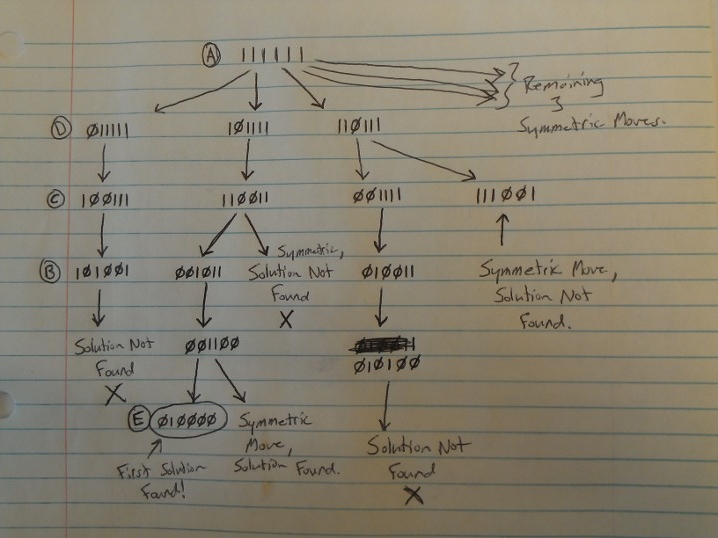 A 111111
Remaining
3
Symmetric Moves.
D Ø11111 1Ø1111 11Ø111
C 1ØØ111 11ØØ11 ØØ1111 111ØØ1
B 1Ø1ØØ1 ØØ1Ø11 Symmetric, Ø1ØØ11 Symmetric Move,
Solution Not Solution Not
Found Found.
X
Solution Not ØØ11ØØ
Found Ø1Ø1ØØ
X
E Ø1ØØØØ Symmetric
Move, Solution Not
First Solution Solution Found. Found
Found! X